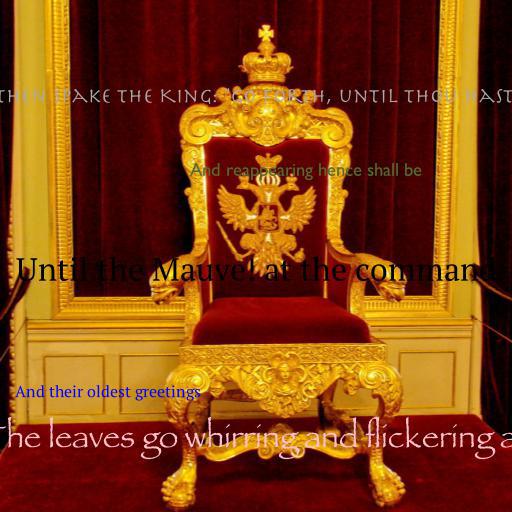 then spake the King: "Go forth, until thou hast
And reappearing hence shall be
Until the Mauve! at the command
And their oldest greetings
The leaves go whirring and flickering a